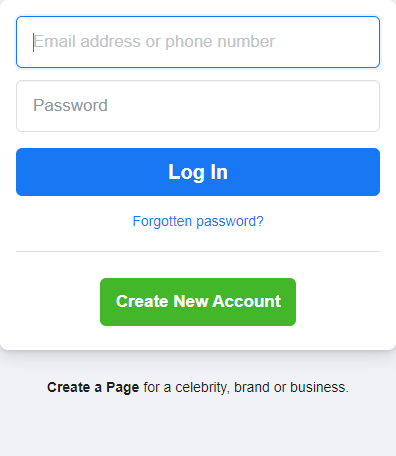 Email address or phone number
Password
Log In
Forgotten password?
Create New Account
Create a Page for a celebrity, brand or business.